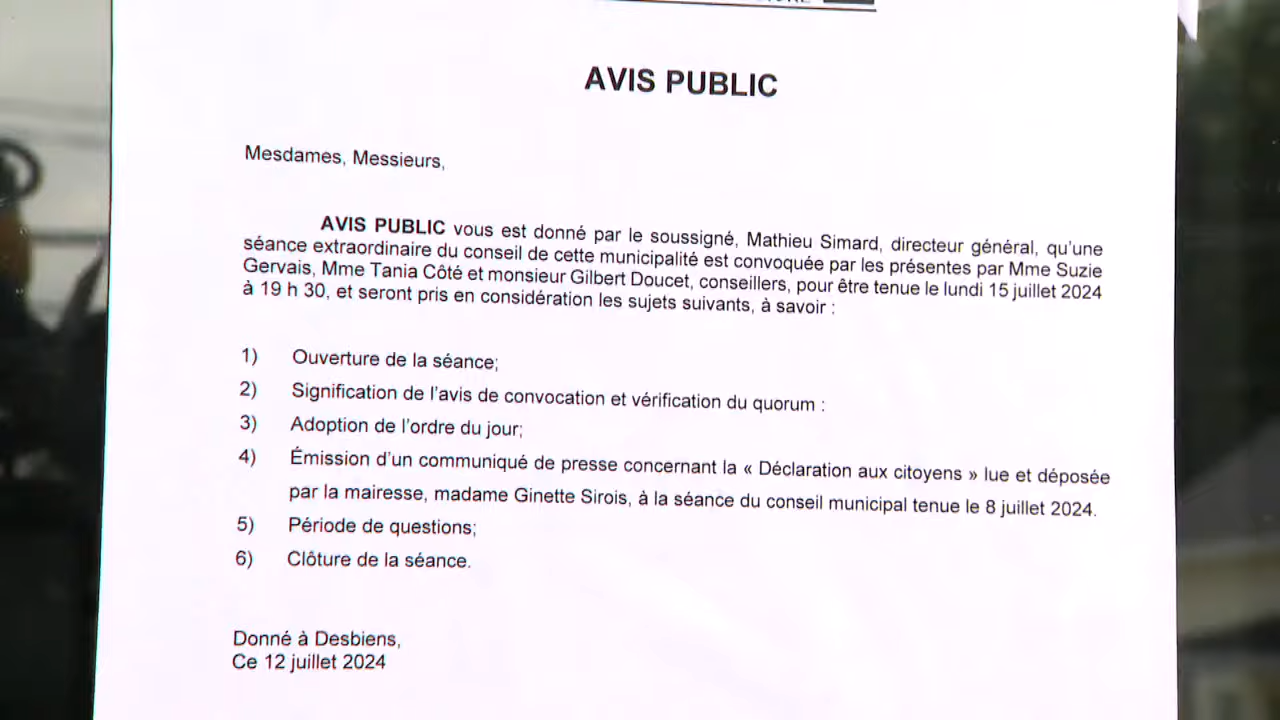 AVIS PUBLIC
Mesdames, Messieurs,
AVIS PUBLIC vous est donné par le soussigné, Mathieu Simard, directeur général, qu'une
séance extraordinaire du conseil de cette municipalité est convoquée par les présentes par Mme Suzie
Gervais, Mme Tania Côté et monsieur Gilbert Doucet, conseillers, pour être tenue le lundi 15 juillet 2024
à 19 h 30, et seront pris en considération les sujets suivants, à savoir :
1) Ouverture de la séance;
2) Signification de l'avis de convocation et vérification du quorum :
3) Adoption de l'ordre du jour;
4) Émission d'un communiqué de presse concernant la « Déclaration aux citoyens » lue et déposée
par la mairesse, madame Ginette Sirois, à la séance du conseil municipal tenue le 8 juillet 2024.
5) Période de questions;
6) Clôture de la séance.
Donné à Desbiens,
Ce 12 juillet 2024